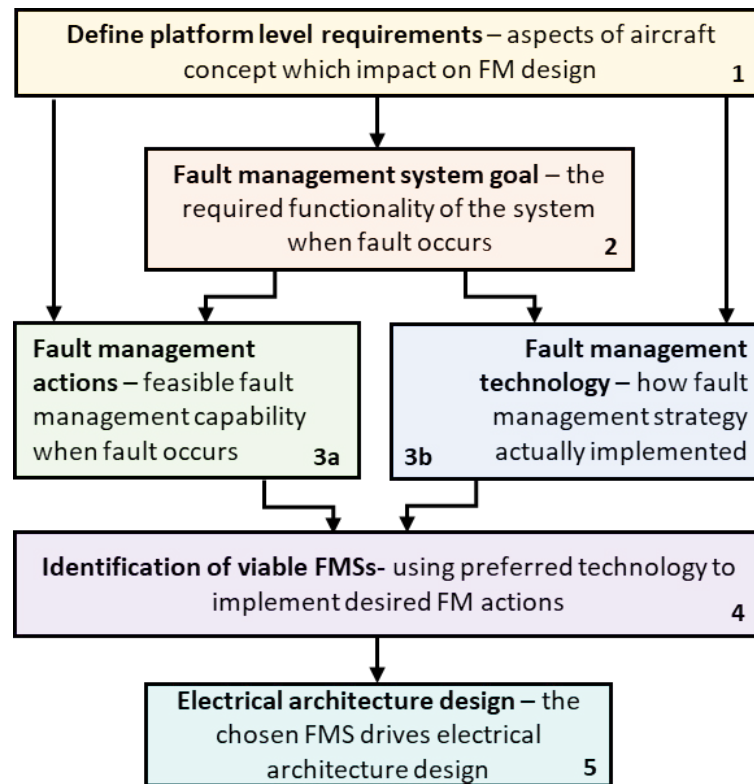 Define platform level requirements – aspects of aircraft
concept which impact on FM design
1
Fault management system goal – the
required functionality of the system
when fault occurs
2
Fault management
actions – feasible fault
management capability
when fault occurs
3a
Fault management
technology – how fault
management strategy
actually implemented
3b
Identification of viable FMSs- using preferred technology to
implement desired FM actions
4
Electrical architecture design – the
chosen FMS drives electrical
architecture design
5